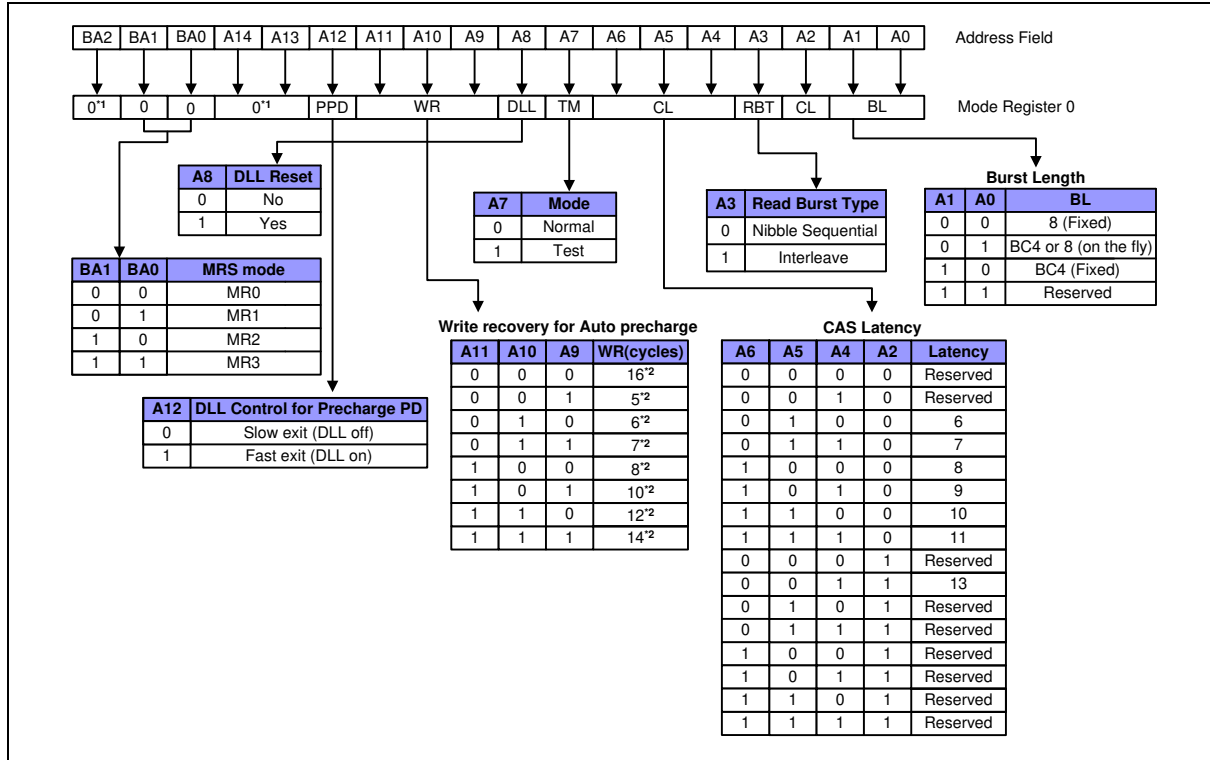 BA2 BA1 BA0 A14 A13 A12 A11 A10 A9 A8 A7 A6 A5 A4 A3 A2 A1 A0 Address Field
0*1 0 0 0*1 PPD WR DLL TM CL RBT CL BL Mode Register 0
A8 DLL Reset
0 No
1 Yes
A7 Mode
0 Normal
1 Test
A3 Read Burst Type
0 Nibble Sequential
1 Interleave
Burst Length
A1 A0 BL
0 0 8 (Fixed)
0 1 BC4 or 8 (on the fly)
1 0 BC4 (Fixed)
1 1 Reserved
BA1 BA0 MRS mode
0 0 MR0
0 1 MR1
1 0 MR2
1 1 MR3
A12 DLL Control for Precharge PD
0 Slow exit (DLL off)
1 Fast exit (DLL on)
Write recovery for Auto precharge
A11 A10 A9 WR(cycles)
0 0 0 16*2
0 0 1 5*2
0 1 0 6*2
0 1 1 7*2
1 0 0 8*2
1 0 1 10*2
1 1 0 12*2
1 1 1 14*2
CAS Latency
A6 A5 A4 A2 Latency
0 0 0 0 Reserved
0 0 1 0 Reserved
0 1 0 0 6
0 1 1 0 7
1 0 0 0 8
1 0 1 0 9
1 1 0 0 10
1 1 1 0 11
0 0 0 1 Reserved
0 0 1 1 13
0 1 0 1 Reserved
0 1 1 1 Reserved
1 0 0 1 Reserved
1 0 1 1 Reserved
1 1 0 1 Reserved
1 1 1 1 Reserved